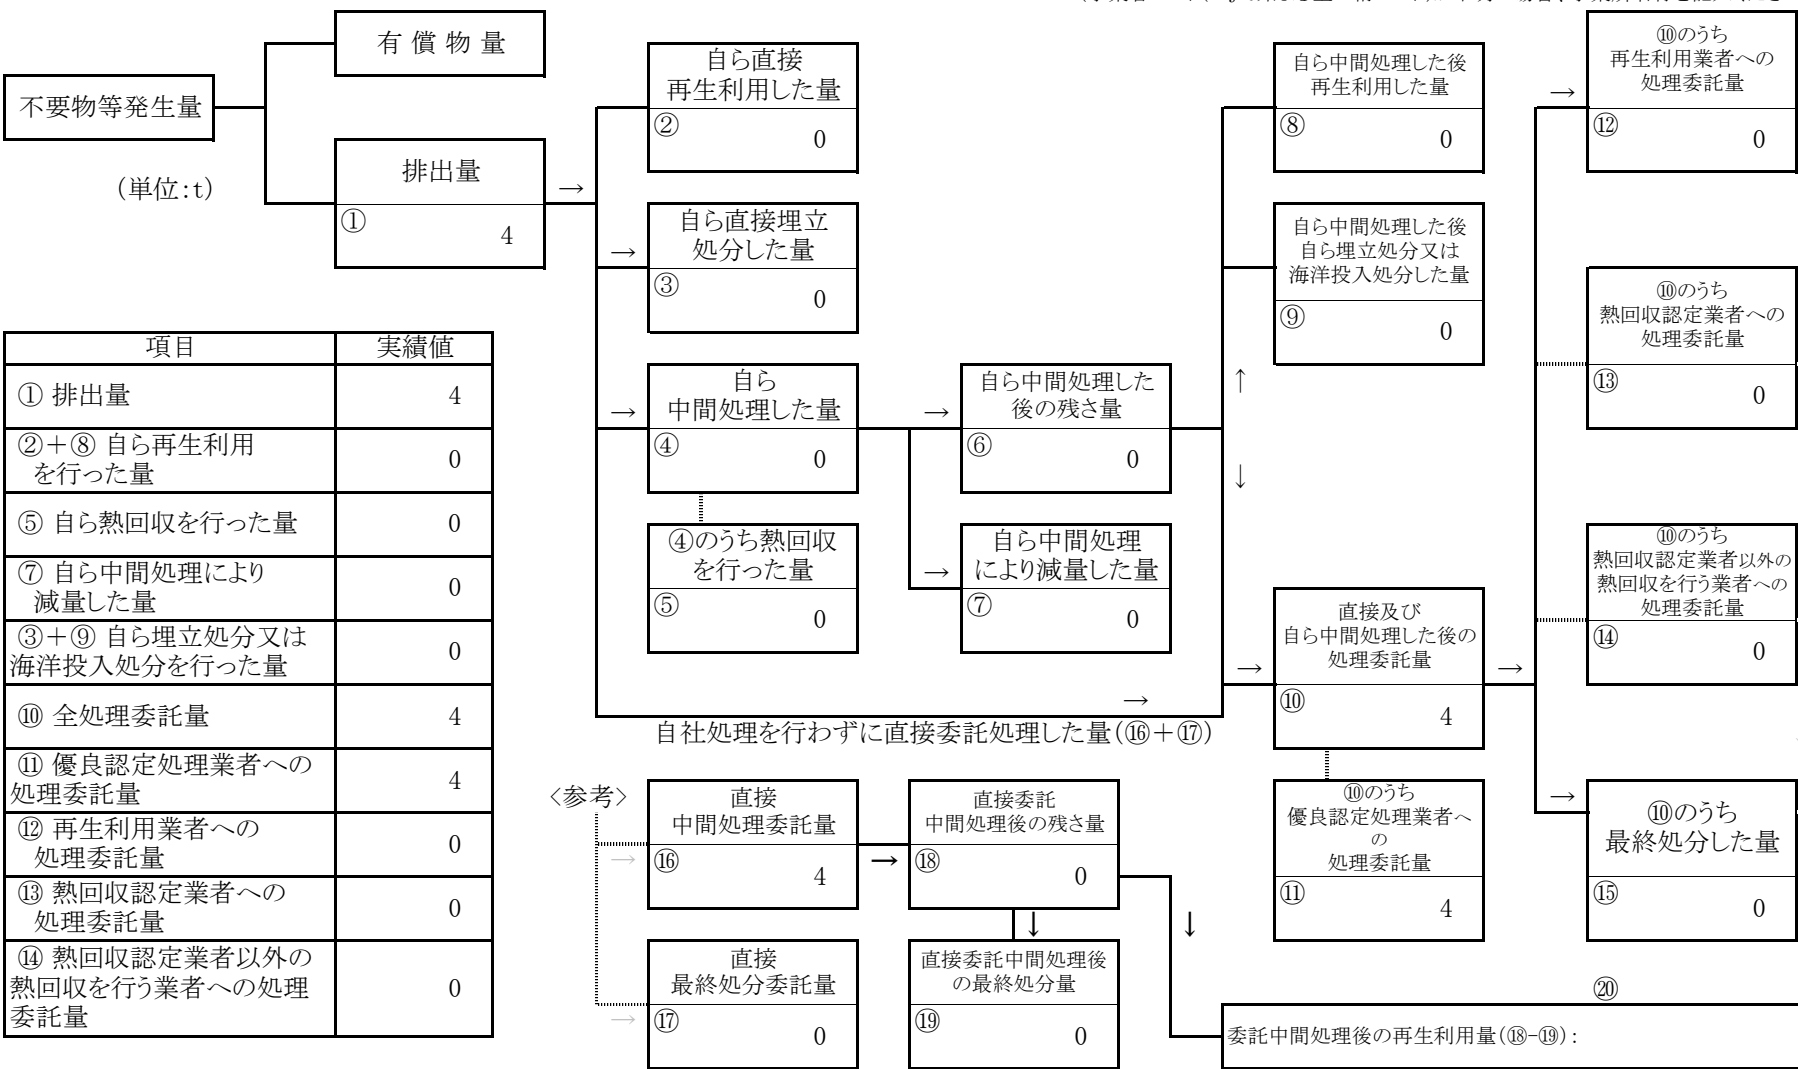 有 償 物 量
不要物等発生量
(単位:t)
排出量
→
①
4
自ら直接
再生利用した量
②
0
→
自ら直接埋立
処分した量
③
0
→
自ら
中間処理した量
④
0
④のうち熱回収
を行った量
⑤
0
→
自ら中間処理した
後の残さ量
⑥
0
→
自ら中間処理
により減量した量
⑦
0
自ら中間処理した後
再生利用した量
⑧
0
自ら中間処理した後
自ら埋立処分又は
海洋投入処分した量
⑨
0
↑
↓
→
直接及び
自ら中間処理した後の
処理委託量
⑩
4
→
⑩のうち
優良認定処理業者へ
の
処理委託量
⑪
4
→
⑩のうち
再生利用業者への
処理委託量
⑫
0
⑩のうち
熱回収認定業者への
処理委託量
⑬
0
⑩のうち
熱回収認定業者以外の
熱回収を行う業者への
処理委託量
⑭
0
→
⑩のうち
最終処分した量
⑮
0
→
自社処理を行わずに直接委託処理した量(⑯+⑰)
〈参考〉
→
直接
中間処理委託量
⑯
4
→
直接委託
中間処理後の残さ量
⑱
0
↓
↓
→
直接
最終処分委託量
⑰
0
直接委託中間処理後
の最終処分量
⑲
0
⑳
委託中間処理後の再生利用量(⑱-⑲):
項目 実績値
① 排出量 4
②+⑧ 自ら再生利用
を行った量 0
⑤ 自ら熱回収を行った量 0
⑦ 自ら中間処理により
減量した量 0
③+⑨ 自ら埋立処分又は
海洋投入処分を行った量 0
⑩ 全処理委託量 4
⑪ 優良認定処理業者への
処理委託量 4
⑫ 再生利用業者への
処理委託量 0
⑬ 熱回収認定業者への
処理委託量 0
⑭ 熱回収認定業者以外の
熱回収を行う業者への処理
委託量 0